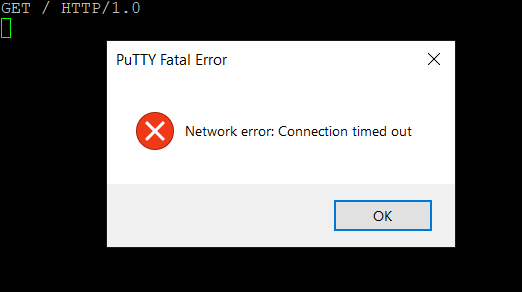 GET / HTTP/1.0
PuTTY Fatal Error
Network error: Connection timed out
OK